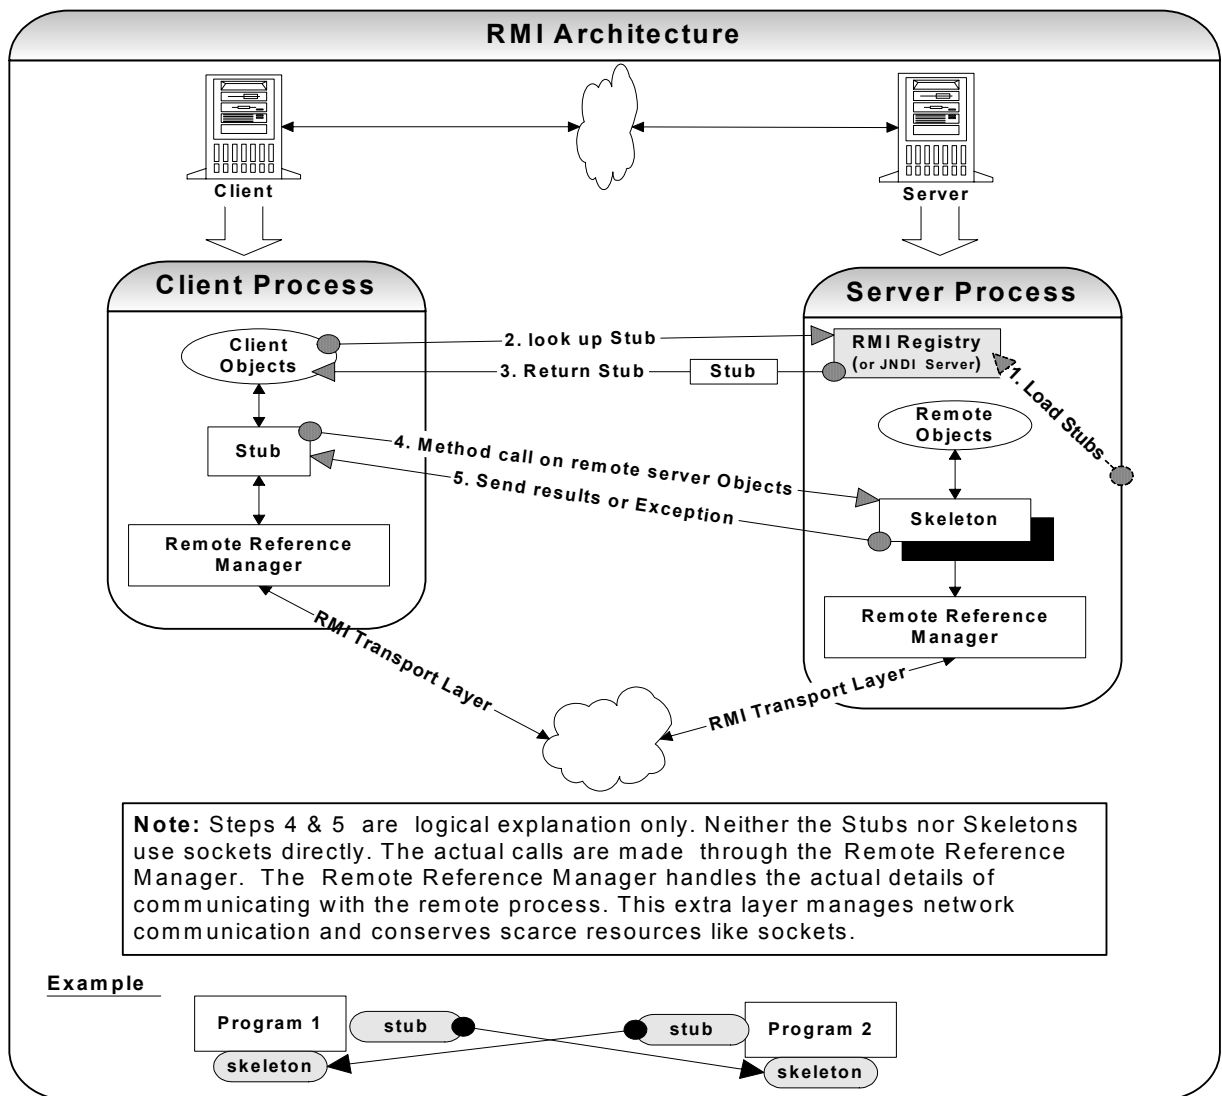 RMI Architecture
Client
Server
Client Process
Server Process
Client
Objects
2. look up Stub
RMI Registry
(or JNDI Server)
3. Return Stub
Stub
1. Load Stubs
Remote
Objects
Stub
4. Method call on remote server Objects
5. Send results or Exception
Skeleton
Remote Reference
Manager
Remote Reference
Manager
RMI Transport Layer
RMI Transport Layer
Note: Steps 4 & 5 are logical explanation only. Neither the Stubs nor Skeletons
use sockets directly. The actual calls are made through the Remote Reference
Manager. The Remote Reference Manager handles the actual details of
communicating with the remote process. This extra layer manages network
communication and conserves scarce resources like sockets.
Example
Program 1
stub
stub
Program 2
skeleton
skeleton